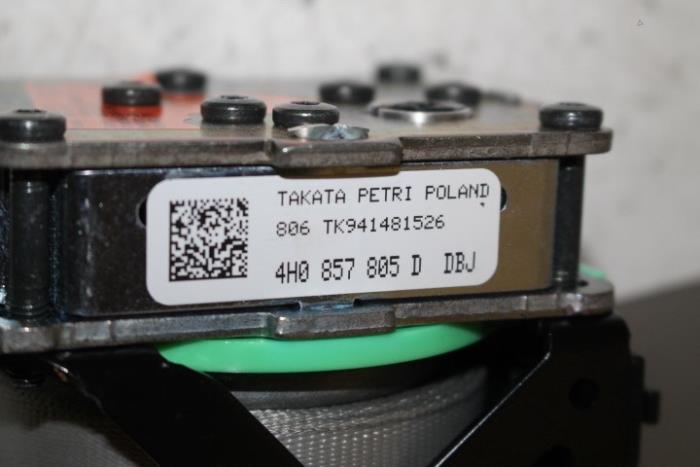 TAKATA PETRI POLAND
806 TK941481526
4H0 857 805 D DBJ